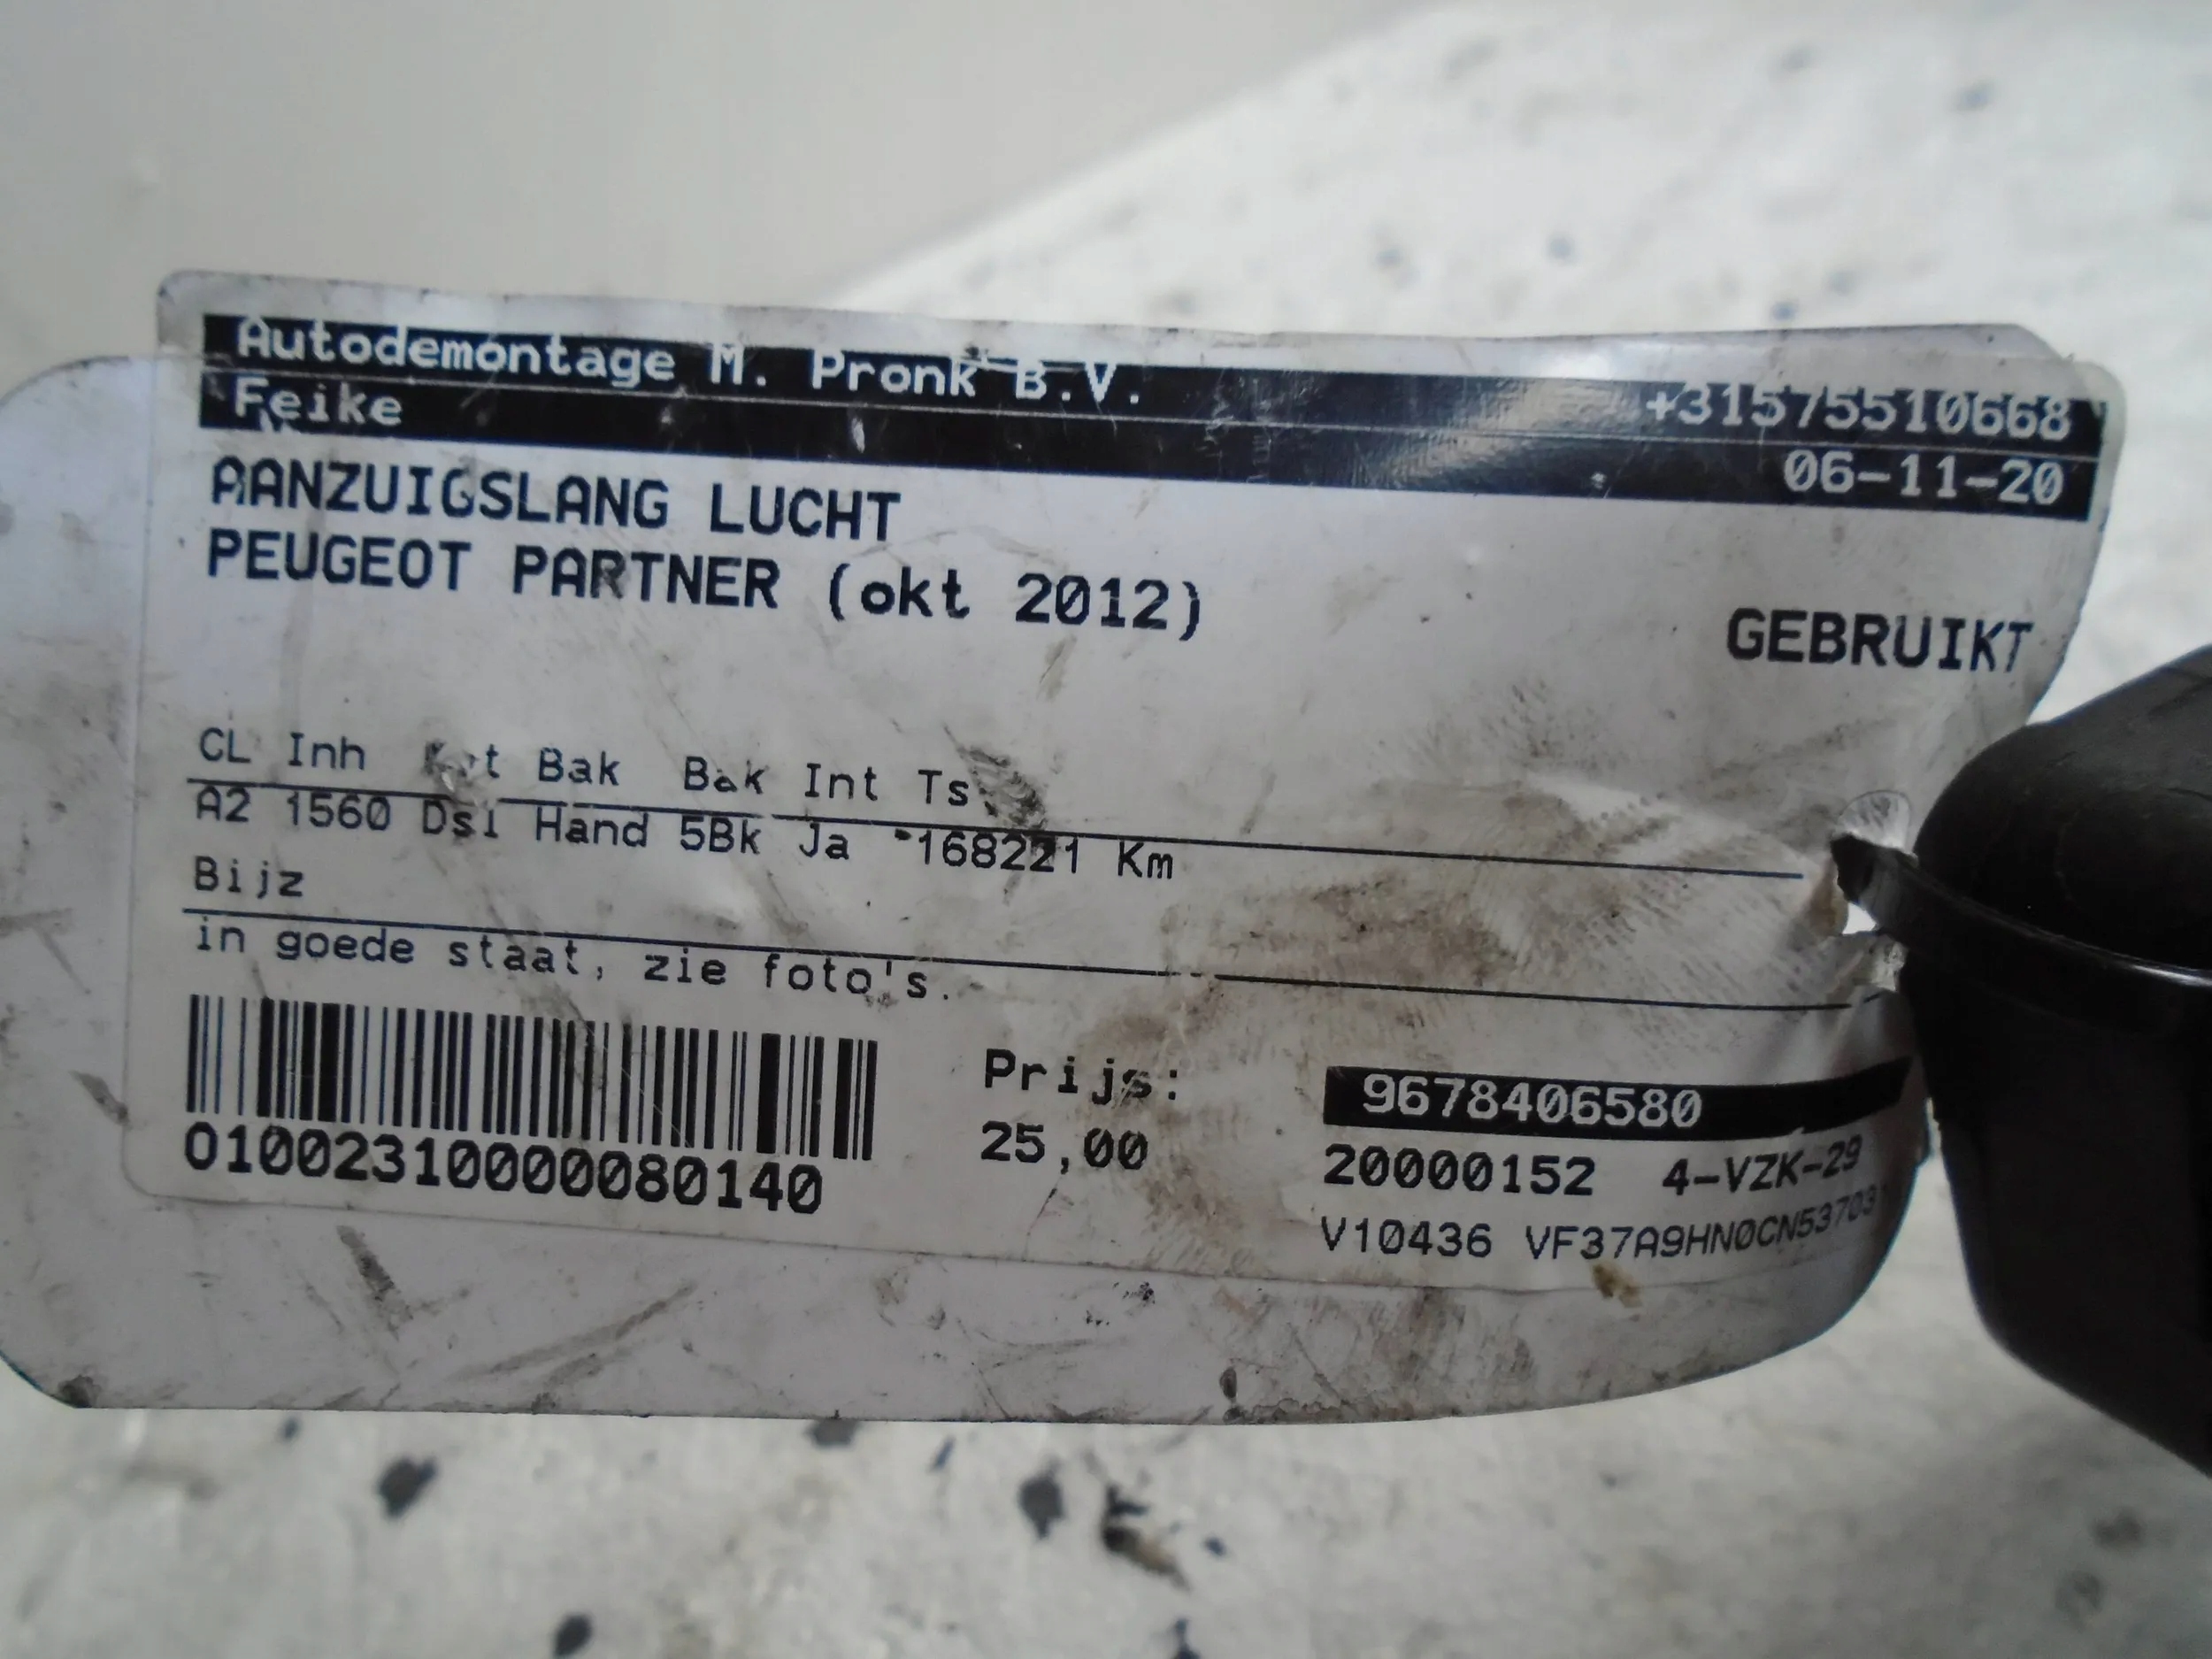 Autodemontage M. Pronk B.V. +31575510668
Feike 06-11-20
AANZUIGSLANG LUCHT
PEUGEOT PARTNER (okt 2012)
GEBRUIKT
CL Inh Bak Bak Int Ts
A2 1560 Dsl Hand 5Bk Ja 168221 Km
Bijz
in goede staat, zie foto's.
Prijs: 9678406580
25,00 20000152 4-VZK-29
01002310000080140 V10436